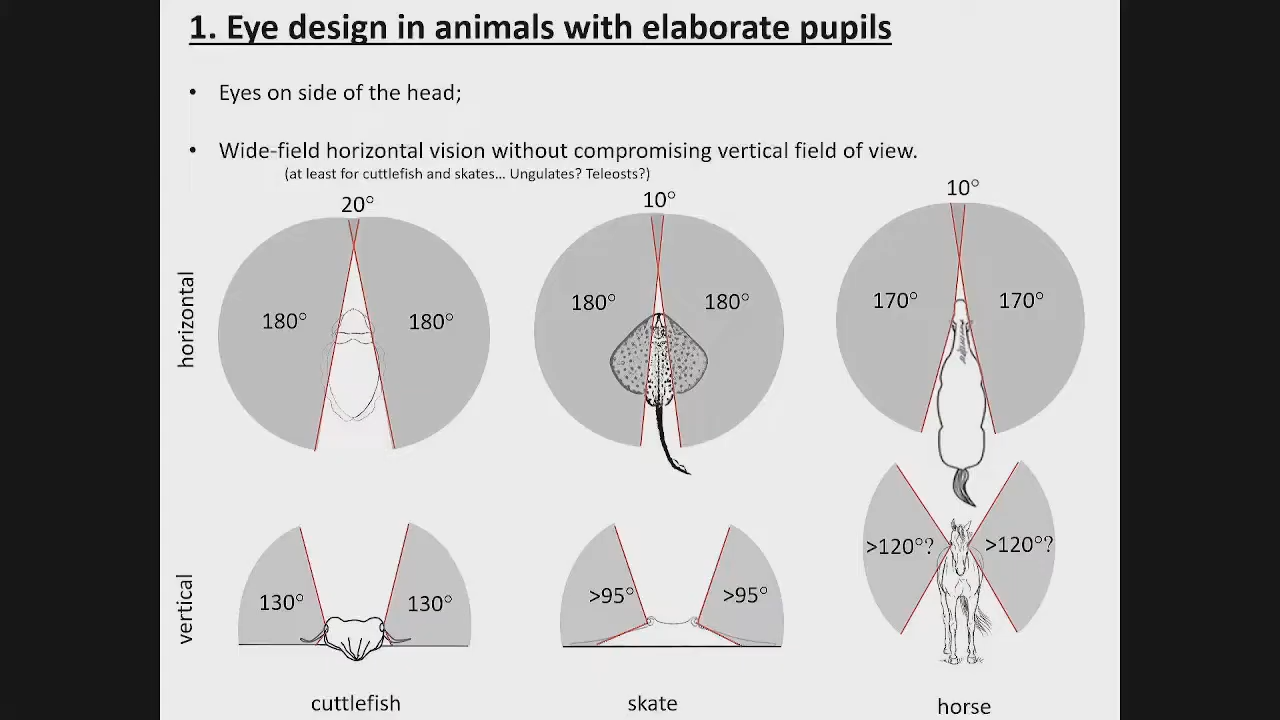 1. Eye design in animals with elaborate pupils
• Eyes on side of the head;
• Wide-field horizontal vision without compromising vertical field of view.
(at least for cuttlefish and skates... Ungulates? Teleosts?)
20° 10° 10°
horizontal
180° 180° 180° 180° 170° 170°
vertical
130° 130° >95° >95° >120°? >120°?
cuttlefish skate horse